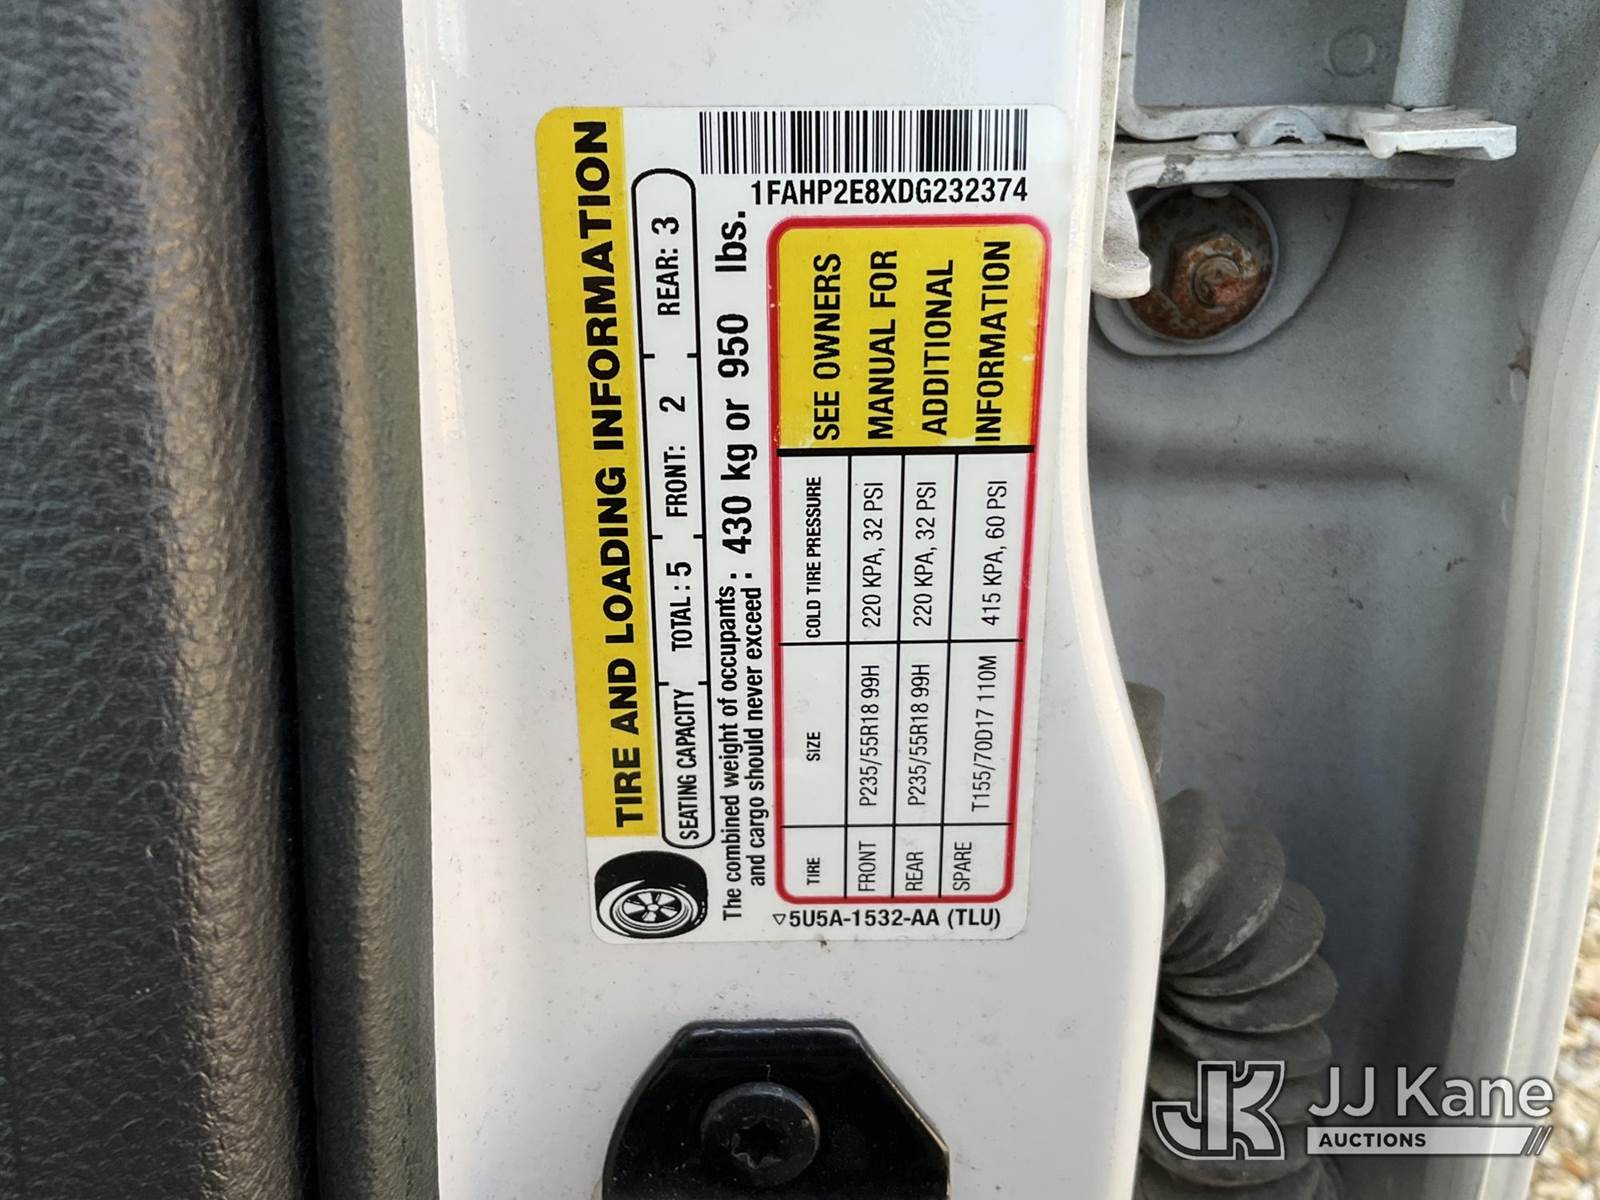 TIRE AND LOADING INFORMATION
SEATING CAPACITY TOTAL: 5 FRONT: 2 REAR: 3
The combined weight of occupants
and cargo should never exceed : 430 kg or 950 lbs.
1FAHP2E8XDG232374
TIRE SIZE COLD TIRE PRESSURE
FRONT P235/55R18 99H 220 KPA, 32 PSI
REAR P235/55R18 99H 220 KPA, 32 PSI
SPARE T155/70D17 110M 415 KPA, 60 PSI
SEE OWNERS
MANUAL FOR
ADDITIONAL
INFORMATION
5U5A-1532-AA (TLU)
JK
JJ Kane
AUCTIONS